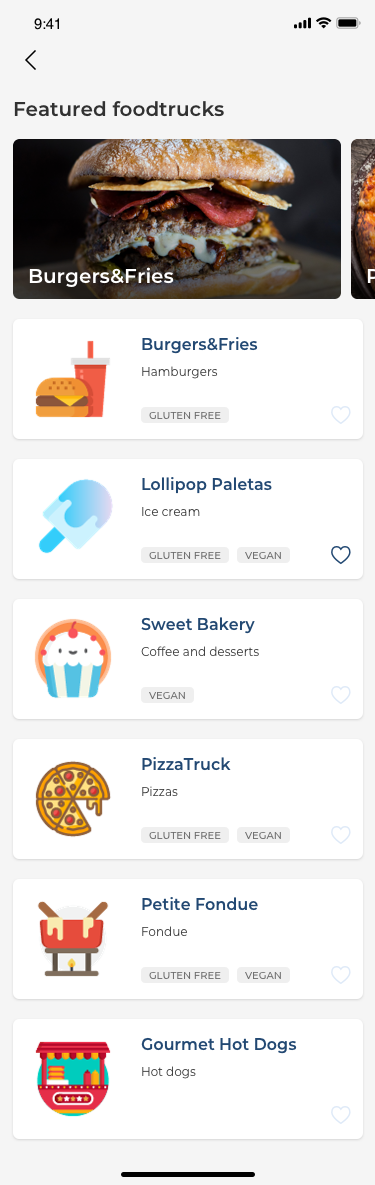 9:41
Featured foodtrucks
Burgers&Fries
Burgers&Fries
Hamburgers
GLUTEN FREE
Lollipop Paletas
Ice cream
GLUTEN FREE VEGAN
Sweet Bakery
Coffee and desserts
VEGAN
PizzaTruck
Pizzas
GLUTEN FREE VEGAN
Petite Fondue
Fondue
GLUTEN FREE VEGAN
Gourmet Hot Dogs
Hot dogs